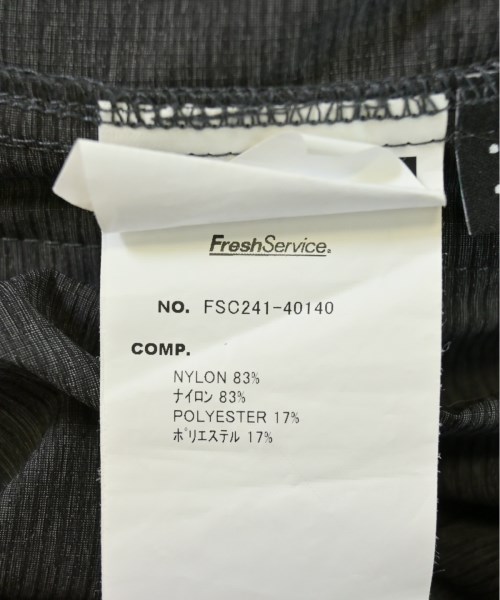 FreshService®
NO. FSC241-40140
COMP.
NYLON 83%
ナイロン 83%
POLYESTER 17%
ポリエステル 17%